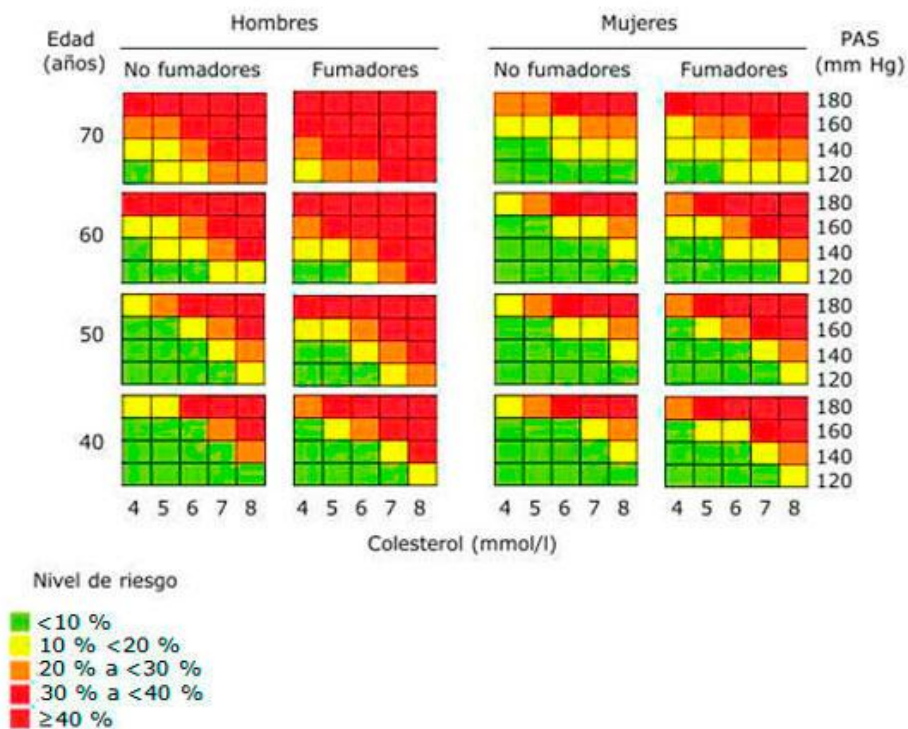 Hombres
Mujeres
Edad
(años)
PAS
(mm Hg)
No fumadores
Fumadores
No fumadores
Fumadores
70
180
160
140
120
60
180
160
140
120
50
180
160
140
120
40
180
160
140
120
4 5 6 7 8
4 5 6 7 8
4 5 6 7 8
4 5 6 7 8
Colesterol (mmol/l)
Nivel de riesgo
<10 %
10 % <20 %
20 % a <30 %
30 % a <40 %
≥40 %